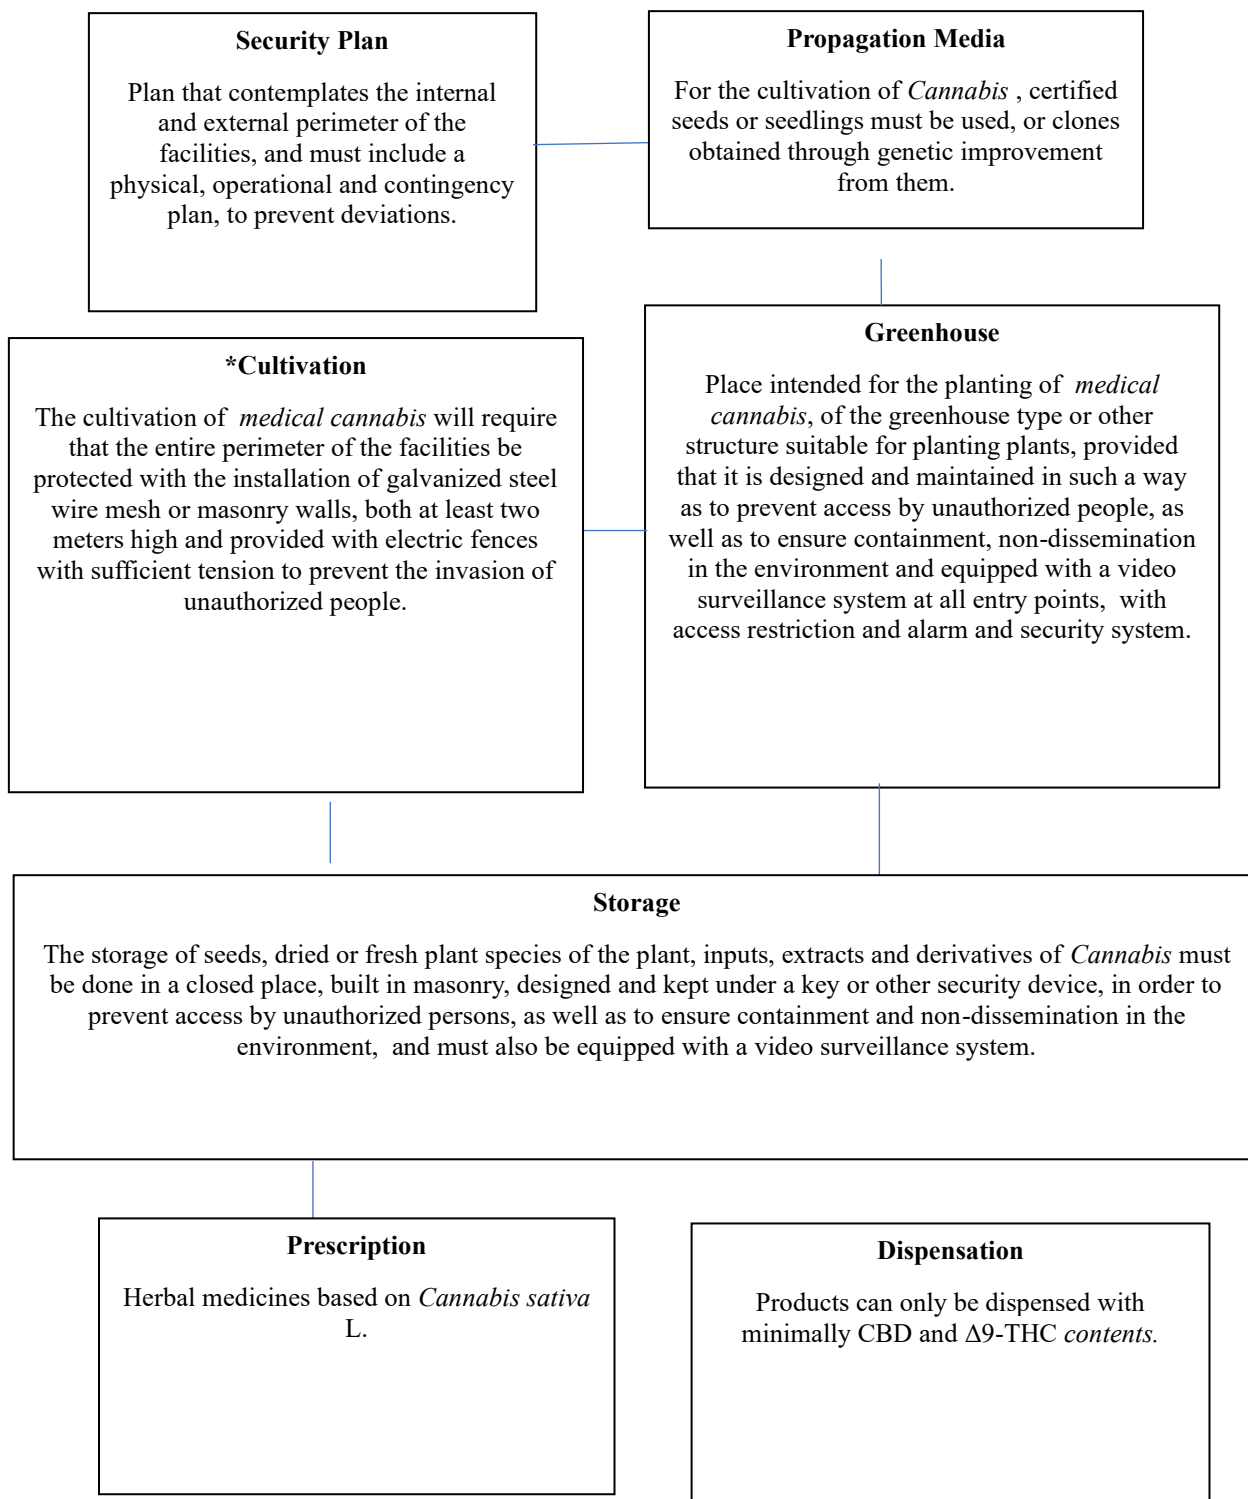 Security Plan
Plan that contemplates the internal
and external perimeter of the
facilities, and must include a
physical, operational and contingency
plan, to prevent deviations.
Propagation Media
For the cultivation of Cannabis , certified
seeds or seedlings must be used, or clones
obtained through genetic improvement
from them.
*Cultivation
The cultivation of medical cannabis will require
that the entire perimeter of the facilities be
protected with the installation of galvanized steel
wire mesh or masonry walls, both at least two
meters high and provided with electric fences
with sufficient tension to prevent the invasion of
unauthorized people.
Greenhouse
Place intended for the planting of medical
cannabis, of the greenhouse type or other
structure suitable for planting plants, provided
that it is designed and maintained in such a way
as to prevent access by unauthorized people, as
well as to ensure containment, non-dissemination
in the environment and equipped with a video
surveillance system at all entry points, with
access restriction and alarm and security system.
Storage
The storage of seeds, dried or fresh plant species of the plant, inputs, extracts and derivatives of Cannabis must
be done in a closed place, built in masonry, designed and kept under a key or other security device, in order to
prevent access by unauthorized persons, as well as to ensure containment and non-dissemination in the
environment, and must also be equipped with a video surveillance system.
Prescription
Herbal medicines based on Cannabis sativa
L.
Dispensation
Products can only be dispensed with
minimally CBD and Δ9-THC contents.